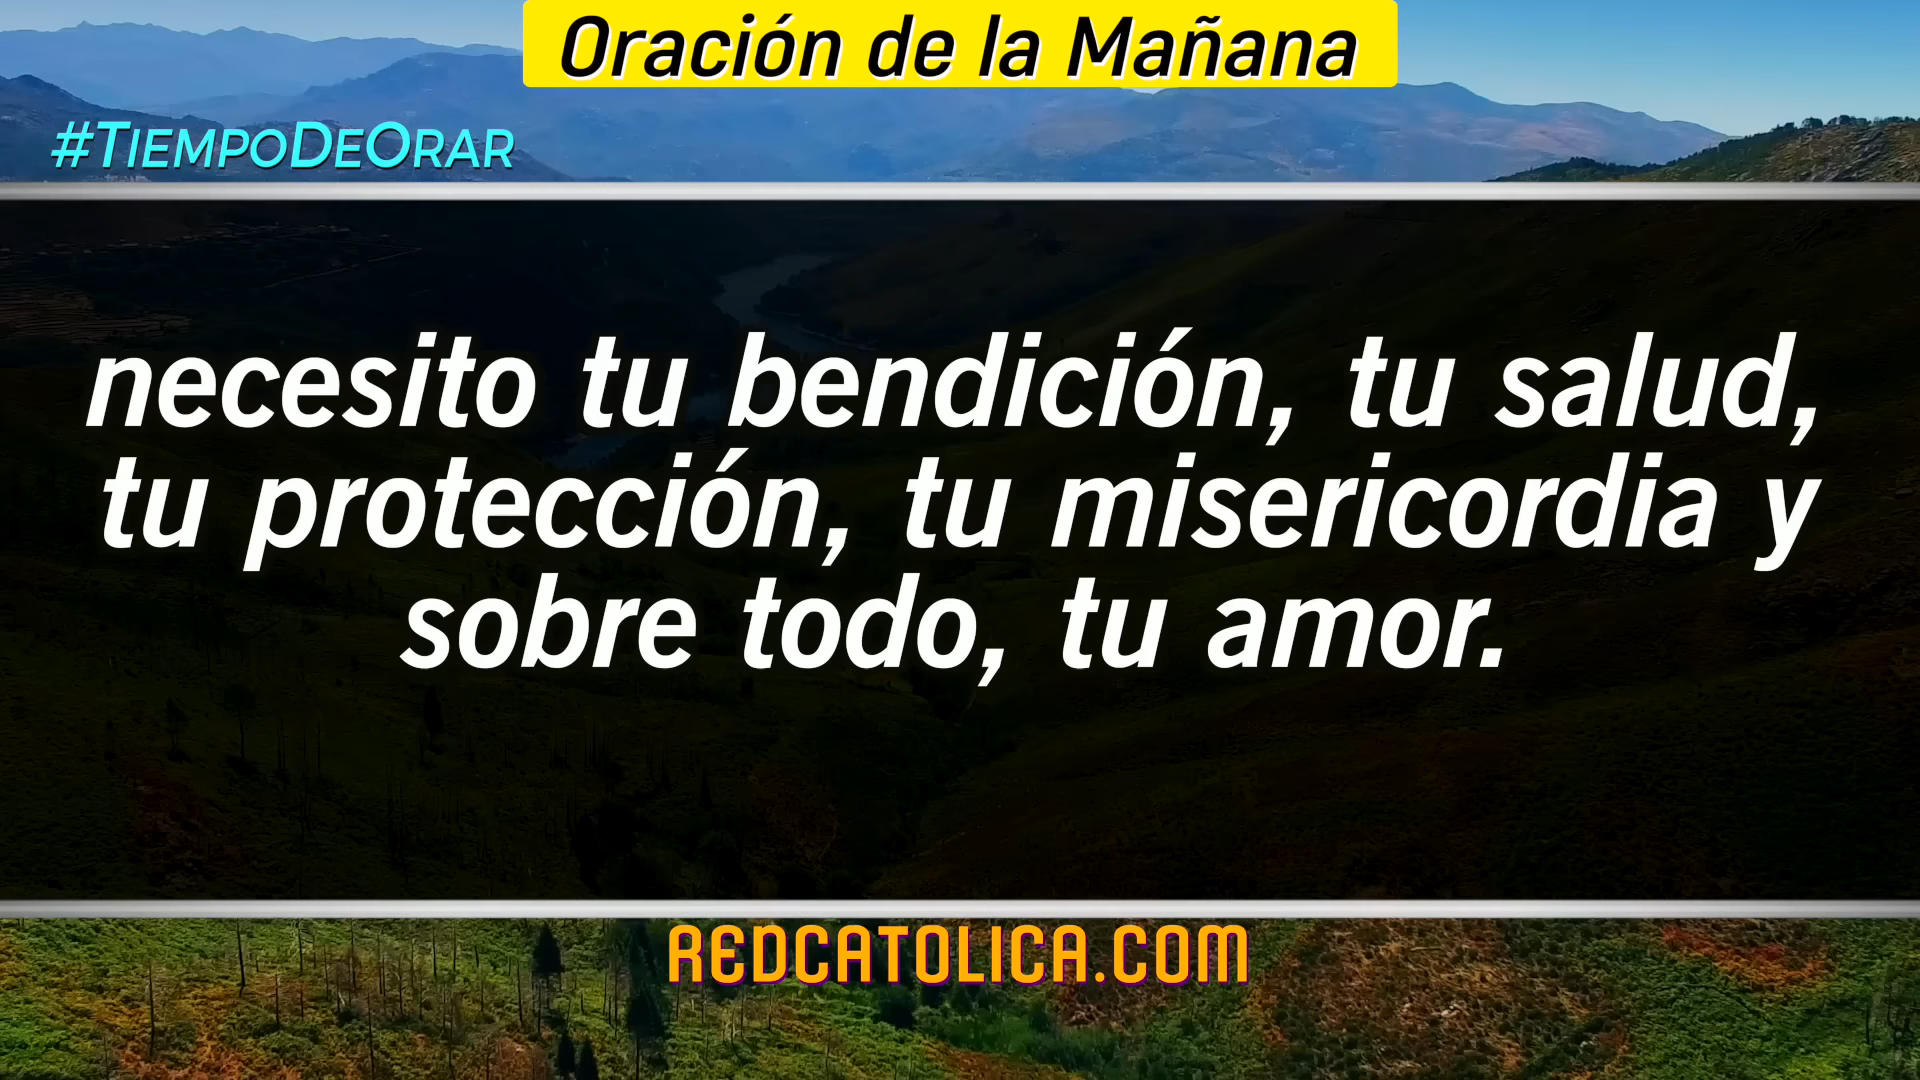 Oración de la Mañana
#TiempoDeOrar
necesito tu bendición, tu salud,
tu protección, tu misericordia y
sobre todo, tu amor.
REDCATOLICA.COM